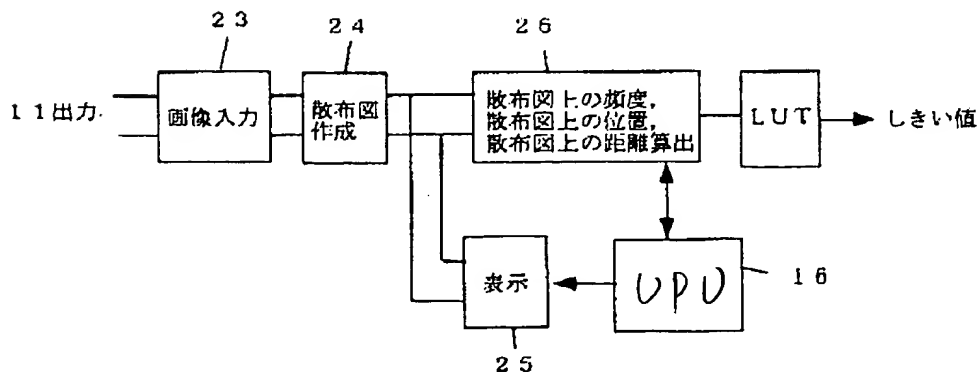 23
24
26
11出力
画像入力
散布図
作成
散布図上の頻度,
散布図上の位置,
散布図上の距離算出
LUT
しきい値
表示
UPU
16
25